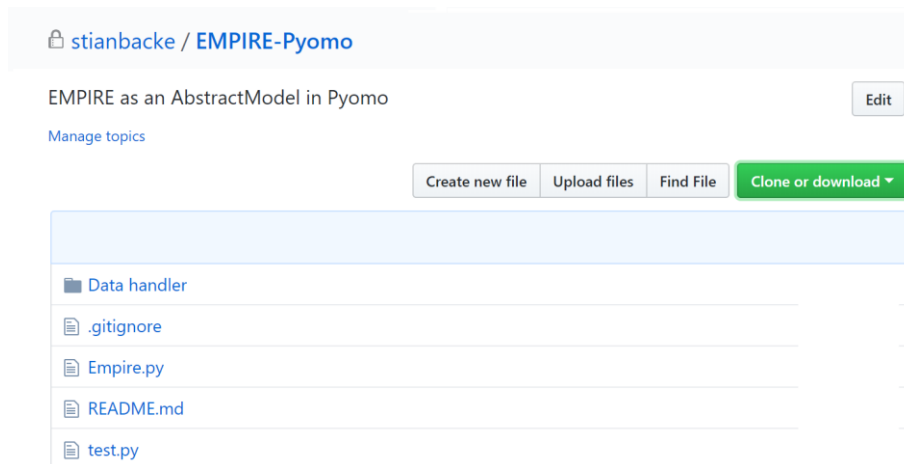 stianbacke / EMPIRE-Pyomo
EMPIRE as an AbstractModel in Pyomo
Edit
Manage topics
Create new file Upload files Find File Clone or download
Data handler
.gitignore
Empire.py
README.md
test.py